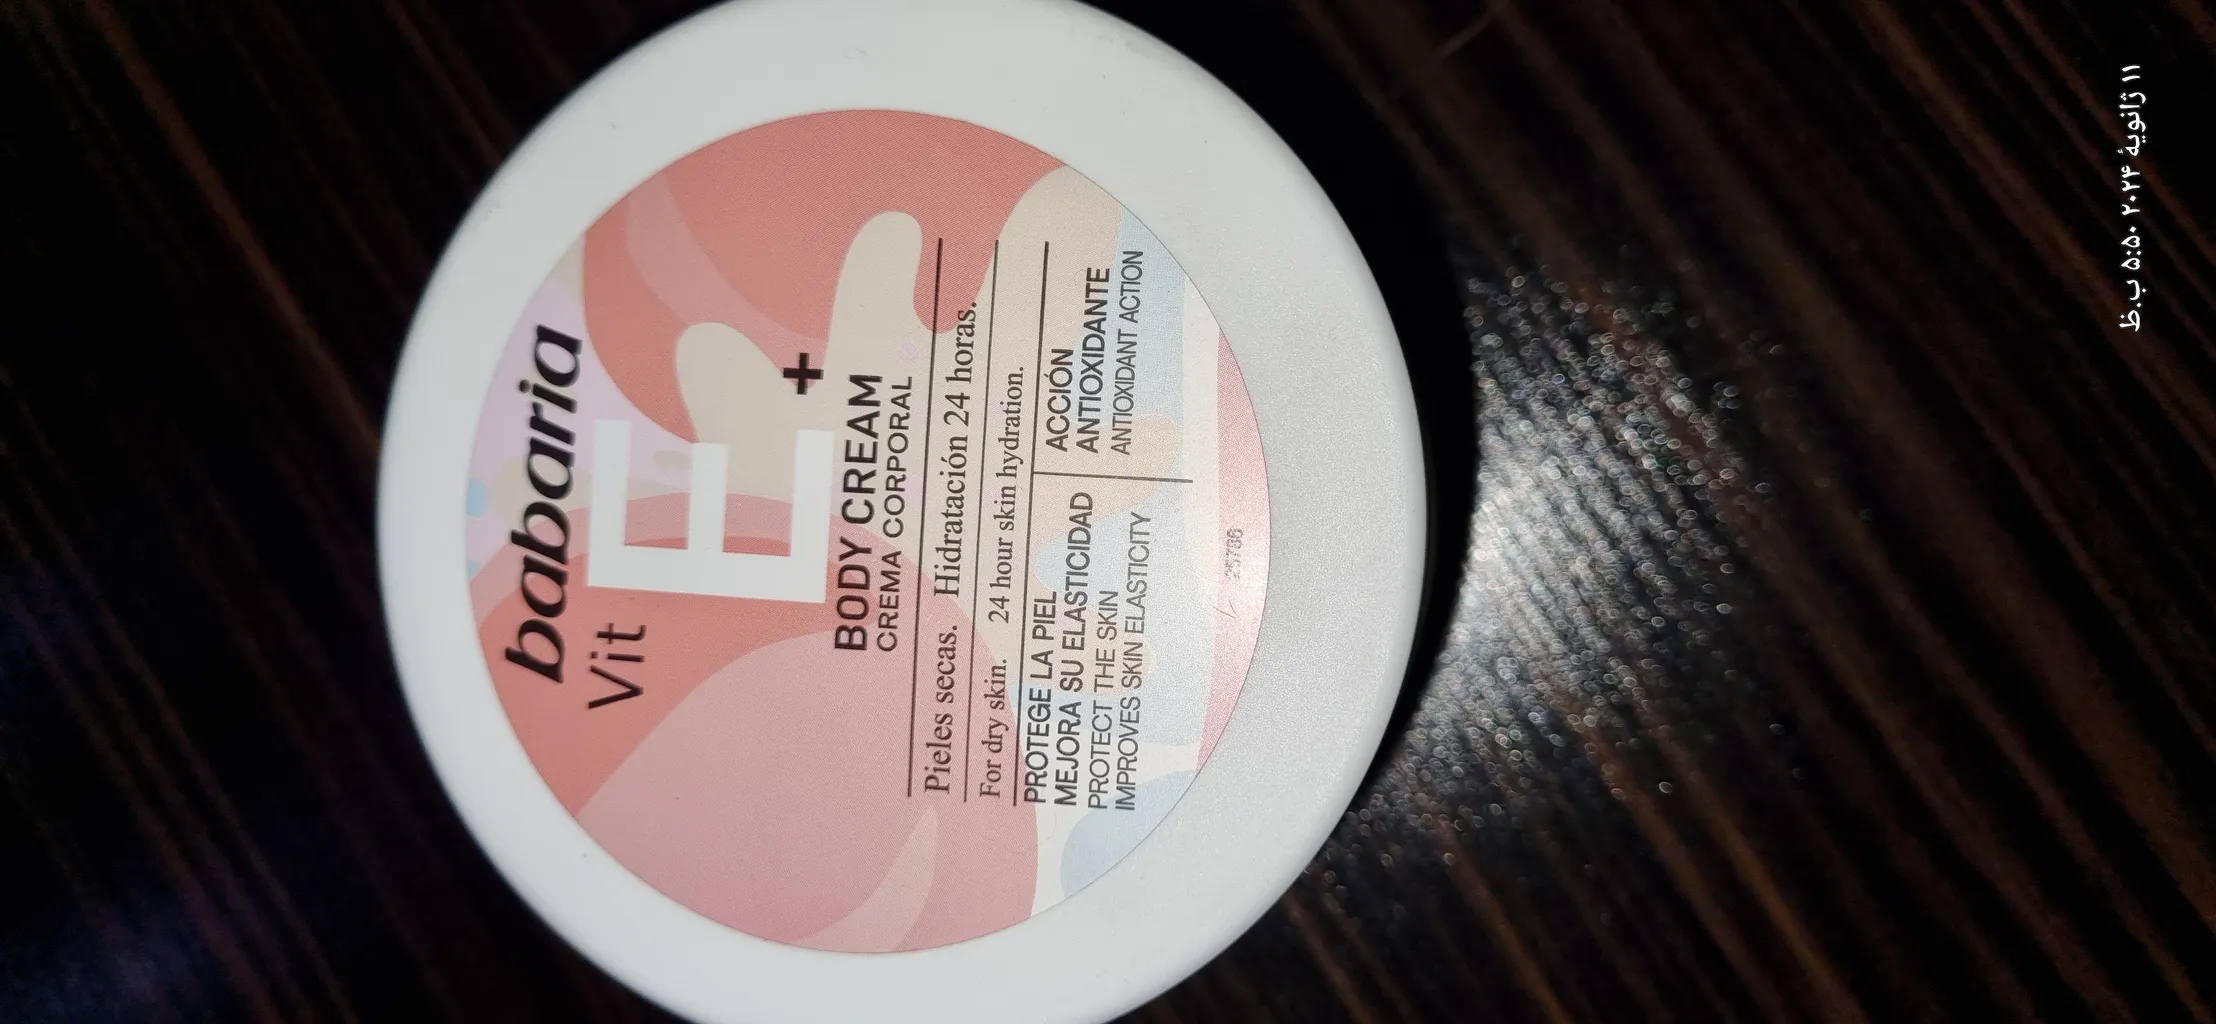 babaria
Vit
E+
BODY CREAM
CREMA CORPORAL
Pieles secas. Hidratación 24 horas.
For dry skin. 24 hour skin hydration.
PROTEGE LA PIEL
MEJORA SU ELASTICIDAD
PROTECT THE SKIN
IMPROVES SKIN ELASTICITY
ACCIÓN
ANTIOXIDANTE
ANTIOXIDANT ACTION
25786
۱۱ ژانویهٔ ۲۰۲۴ ۵:۵۰ ب.ظ